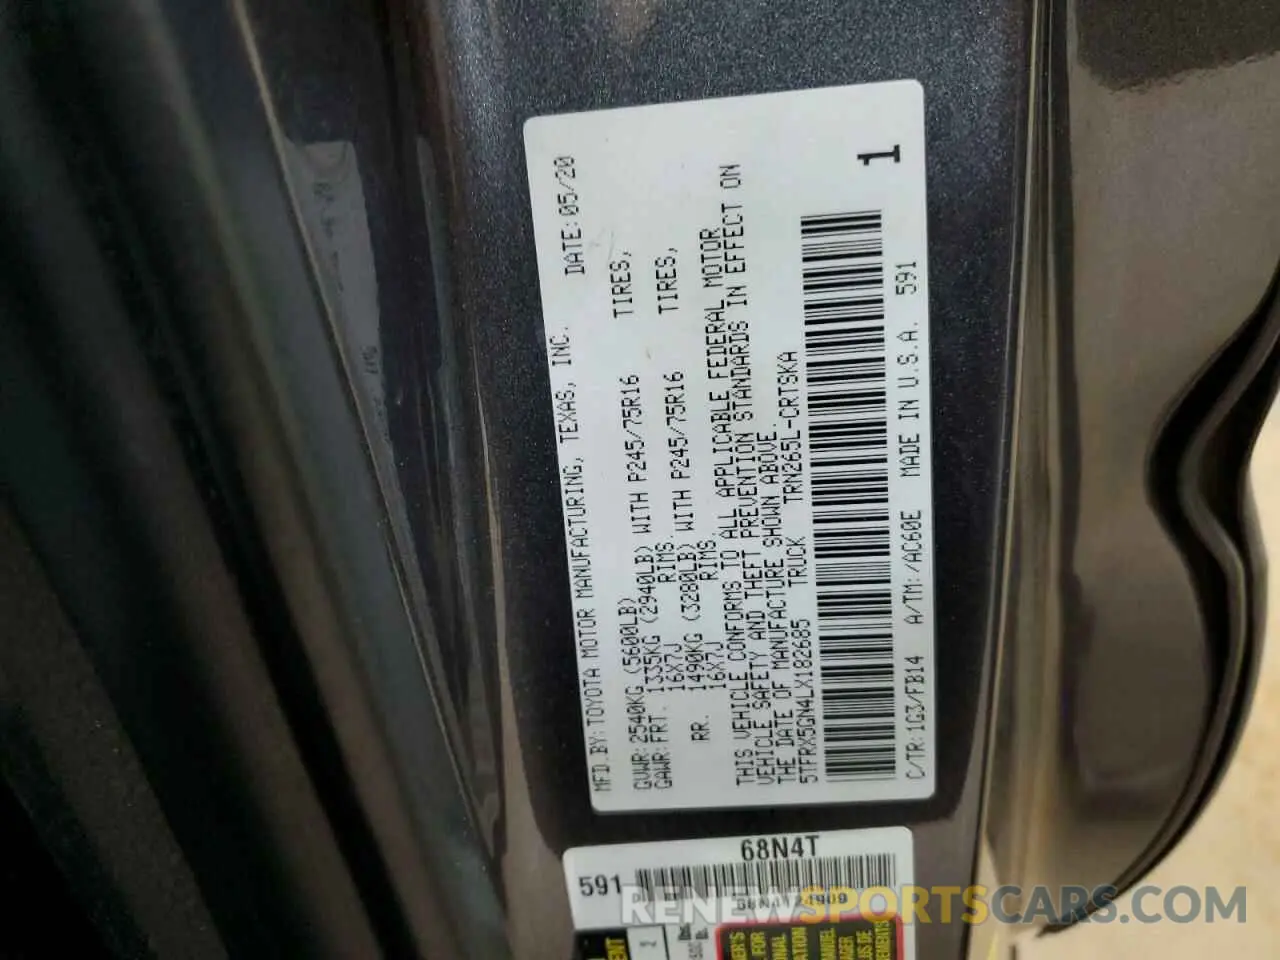 MFD.BY: TOYOTA MOTOR MANUFACTURING, TEXAS, INC. DATE: 05/20
GVWR: 2540KG (5600LB)
GAWR: FRT. 1335KG (2940LB) WITH P245/75R16 TIRES,
16X7J RIMS,
RR. 1490KG (3280LB) WITH P245/75R16 TIRES,
16X7J RIMS.
THIS VEHICLE CONFORMS TO ALL APPLICABLE FEDERAL MOTOR
VEHICLE SAFETY AND THEFT PREVENTION STANDARDS IN EFFECT ON
THE DATE OF MANUFACTURE SHOWN ABOVE.
5TFRX5GN4LX182685 TRUCK TRN265L-CRTSKA
1
C/TR: 1G3/FB14 A/TM: /AC60E MADE IN U.S.A. 591
68N4T
591
68N4T24909
RENEWSPORTSCARS.COM